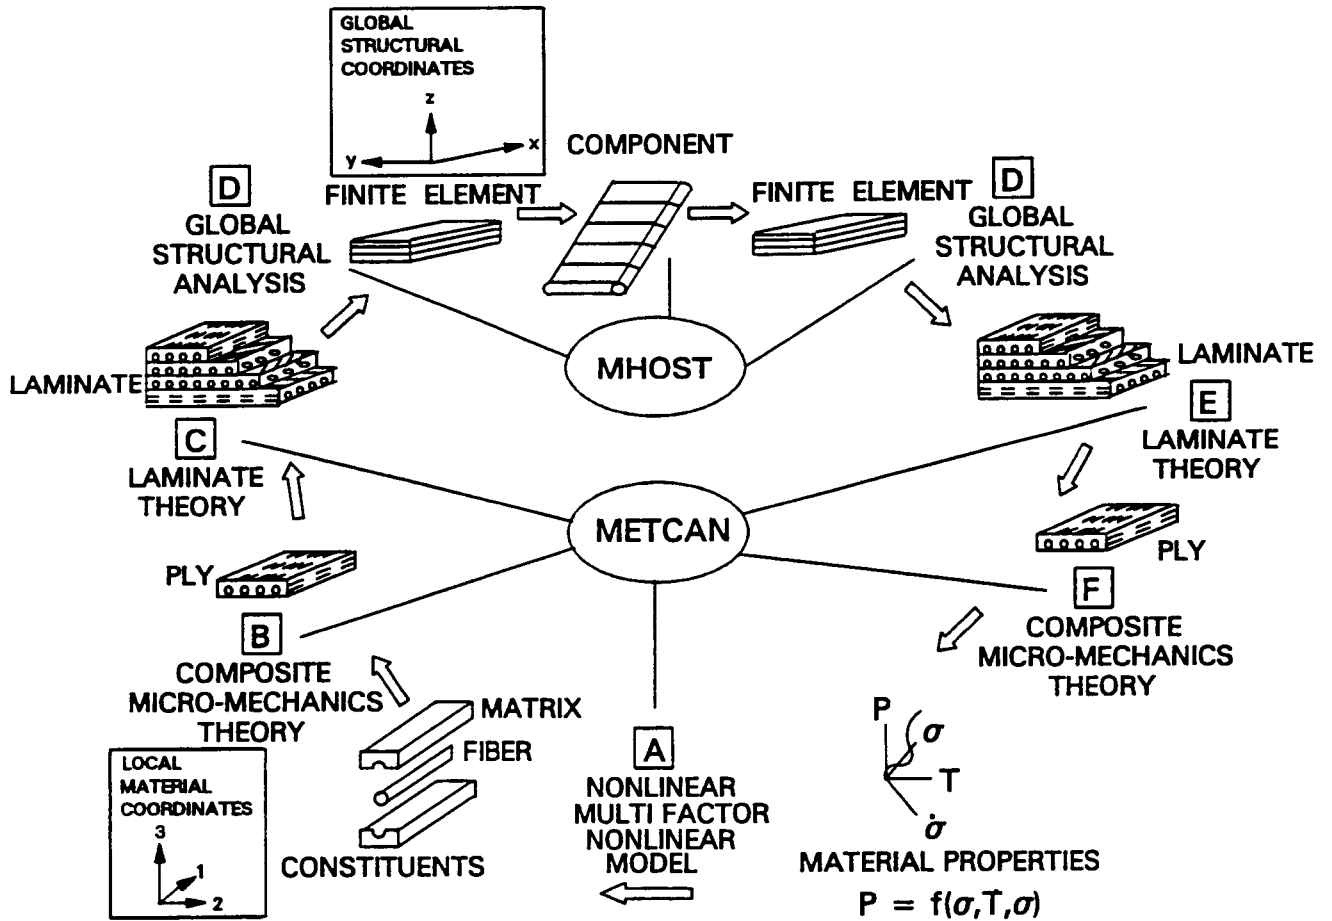 GLOBAL
STRUCTURAL
COORDINATES
z
y
x
COMPONENT
D
FINITE ELEMENT
FINITE ELEMENT
D
GLOBAL
STRUCTURAL
ANALYSIS
GLOBAL
STRUCTURAL
ANALYSIS
MHOST
LAMINATE
LAMINATE
C
LAMINATE
THEORY
E
LAMINATE
THEORY
METCAN
PLY
PLY
B
COMPOSITE
MICRO-MECHANICS
THEORY
F
COMPOSITE
MICRO-MECHANICS
THEORY
MATRIX
FIBER
CONSTITUENTS
LOCAL
MATERIAL
COORDINATES
3
1
2
A
NONLINEAR
MULTI FACTOR
NONLINEAR
MODEL
P
σ
T
σ̇
MATERIAL PROPERTIES
P = f(σ,T,σ)